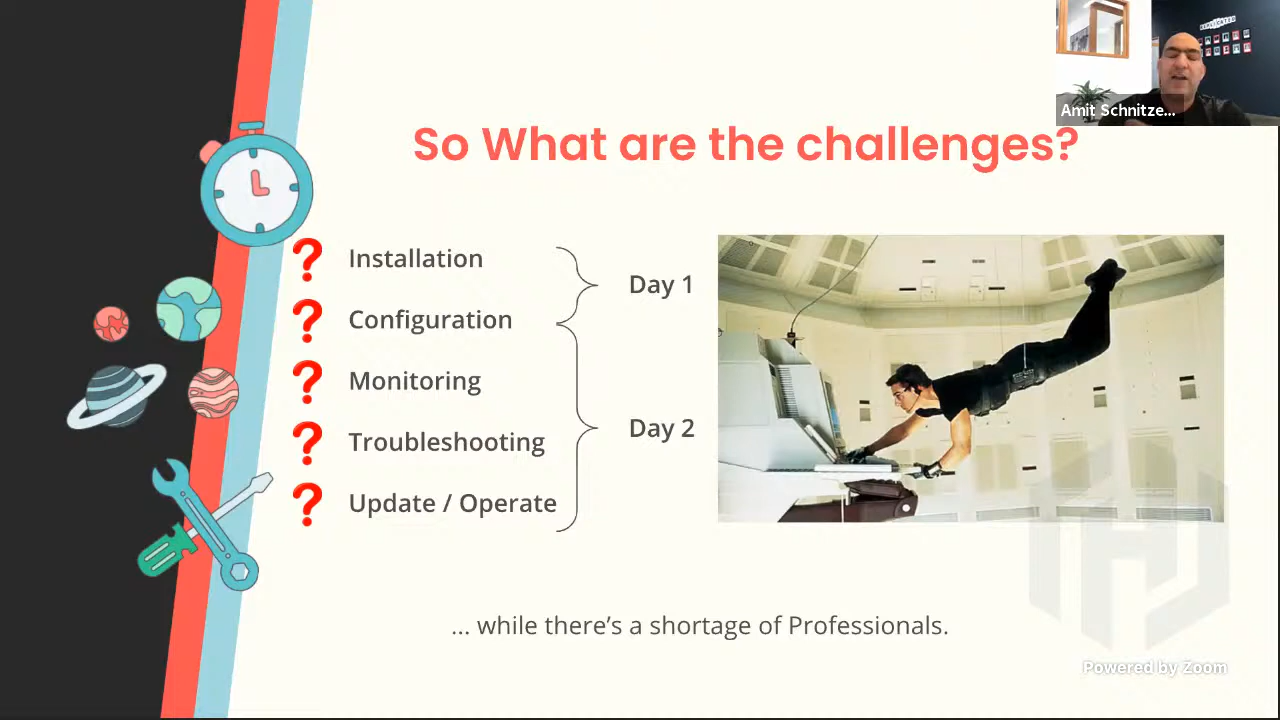 Amit Schnitze...
So What are the challenges?
Installation
Configuration
Monitoring
Troubleshooting
Update / Operate
Day 1
Day 2
... while there’s a shortage of Professionals.
Powered by Zoom